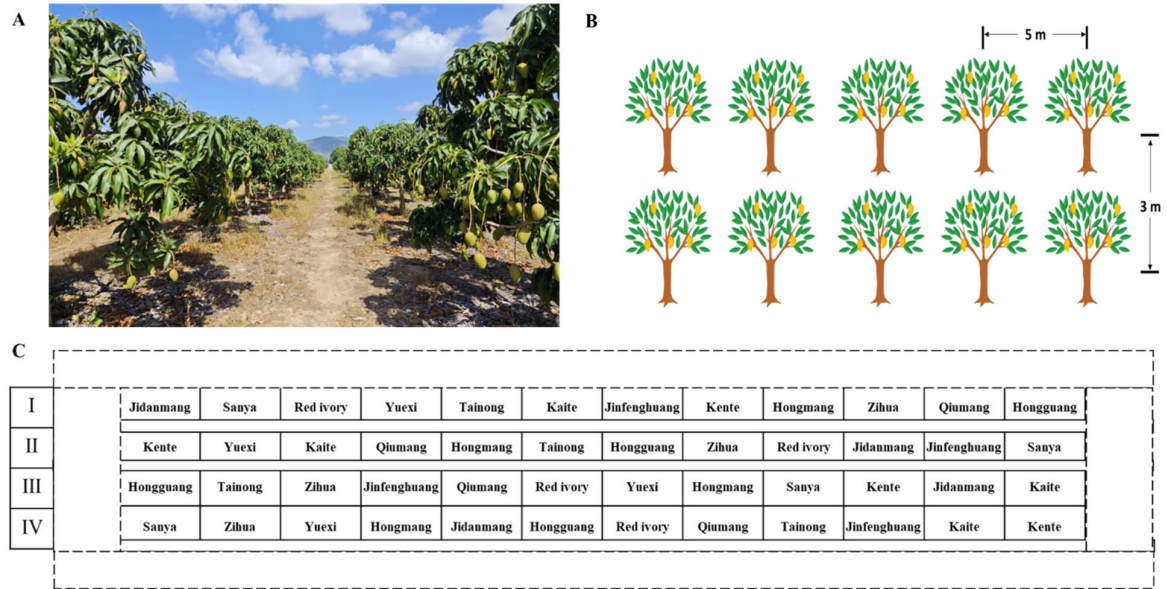 A
B
5 m
3 m
C
I Jidanmang Sanya Red ivory Yuexi Tainong Kaite Jinfenghuang Kente Hongmang Zihua Qiumang Hongguang
II Kente Yuexi Kaite Qiumang Hongmang Tainong Hongguang Zihua Red ivory Jidanmang Jinfenghuang Sanya
III Hongguang Tainong Zihua Jinfenghuang Qiumang Red ivory Yuexi Hongmang Sanya Kente Jidanmang Kaite
IV Sanya Zihua Yuexi Hongmang Jidanmang Hongguang Red ivory Qiumang Tainong Jinfenghuang Kaite Kente